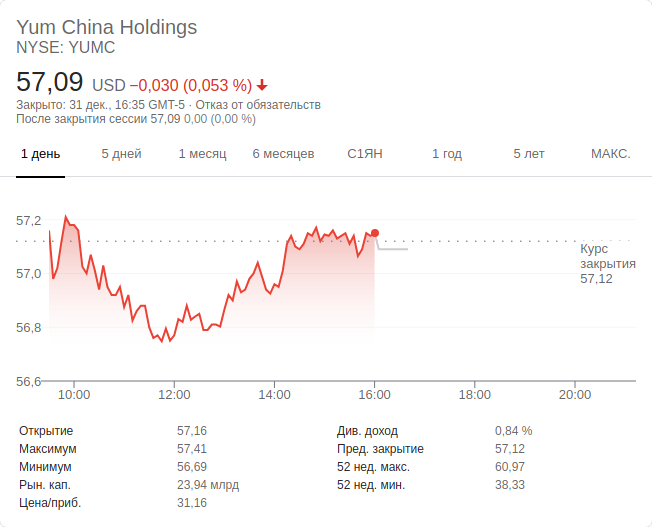 Yum China Holdings
NYSE: YUMC
57,09 USD −0,030 (0,053 %)
Закрыто: 31 дек., 16:35 GMT-5 · Отказ от обязательств
После закрытия сессии 57,09 0,00 (0,00 %)
1 день 5 дней 1 месяц 6 месяцев С1ЯН 1 год 5 лет МАКС.
57,2
Курс
закрытия
57,12
57,0
56,8
56,6
10:00 12:00 14:00 16:00 18:00 20:00
Открытие 57,16 Див. доход 0,84 %
Максимум 57,41 Пред. закрытие 57,12
Минимум 56,69 52 нед. макс. 60,97
Рын. кап. 23,94 млрд 52 нед. мин. 38,33
Цена/приб. 31,16